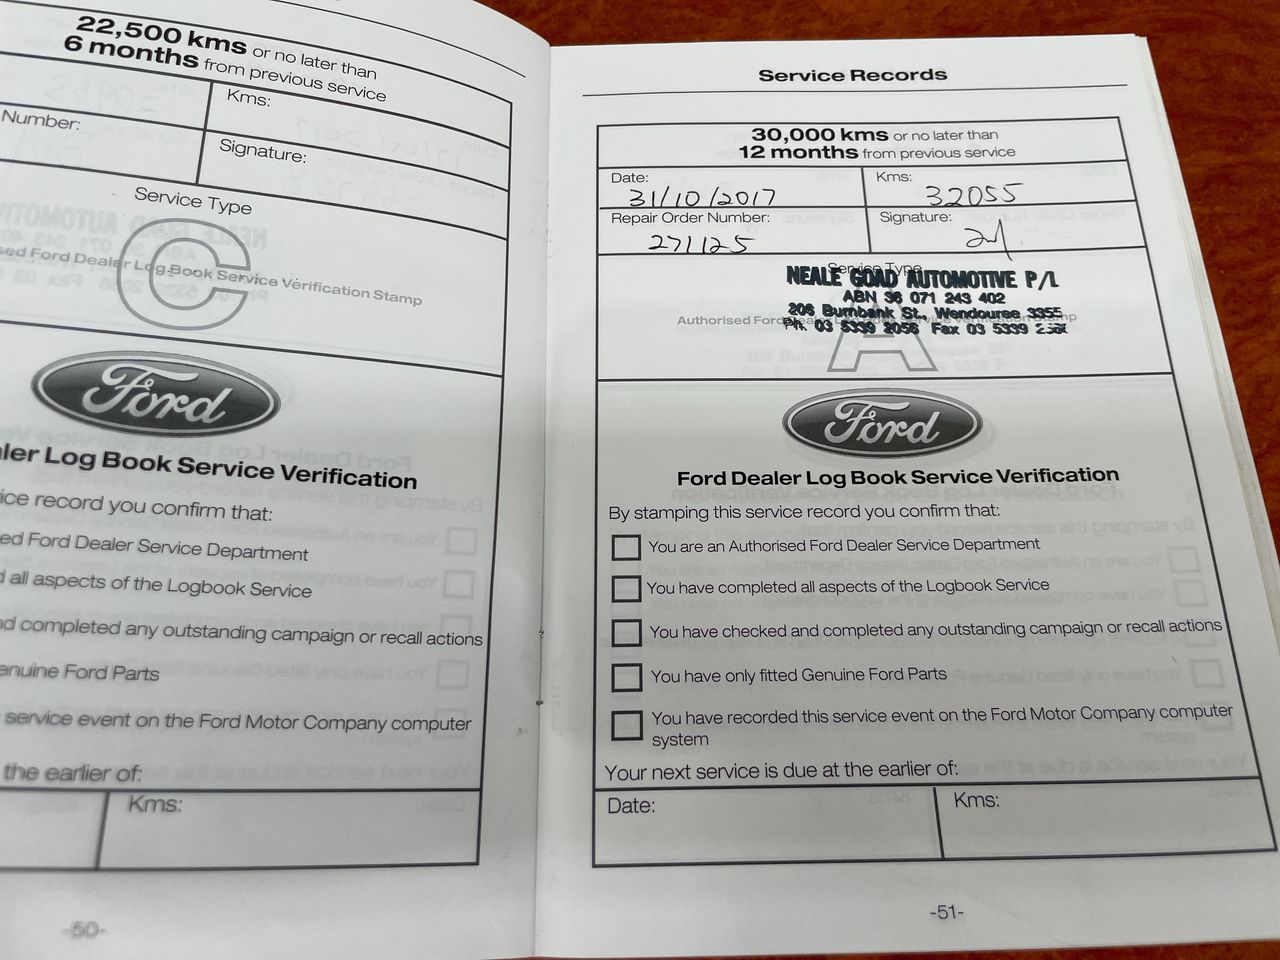 22,500 kms or no later than
6 months from previous service
Kms:
Number:
Signature:
Service Type
C
sed Ford Dealer Log Book Service Verification Stamp
Ford
aler Log Book Service Verification
ice record you confirm that:
ed Ford Dealer Service Department
d all aspects of the Logbook Service
nd completed any outstanding campaign or recall actions
enuine Ford Parts
service event on the Ford Motor Company computer
the earlier of:
Kms:
-50-
Service Records
30,000 kms or no later than
12 months from previous service
Date:
31/10/2017
Kms:
32055
Repair Order Number:
271125
Signature:
Service Type
A
NEALE GOAD AUTOMOTIVE P/L
ABN 36 071 243 402
206 Burnbank St., Wendouree 3355
Authorised Ford Dealer Log Book Service Verification Stamp
Ph. 03 5339 2056 Fax 03 5339
Ford
Ford Dealer Log Book Service Verification
By stamping this service record you confirm that:
You are an Authorised Ford Dealer Service Department
You have completed all aspects of the Logbook Service
You have checked and completed any outstanding campaign or recall actions
You have only fitted Genuine Ford Parts
You have recorded this service event on the Ford Motor Company computer
system
Your next service is due at the earlier of:
Date:
Kms:
-51-